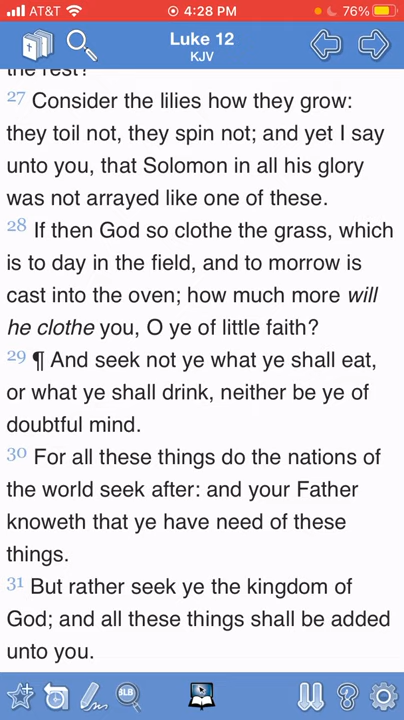 AT&T 4:28 PM 76%
Luke 12
KJV
the rest?
27 Consider the lilies how they grow:
they toil not, they spin not; and yet I say
unto you, that Solomon in all his glory
was not arrayed like one of these.
28 If then God so clothe the grass, which
is to day in the field, and to morrow is
cast into the oven; how much more will
he clothe you, O ye of little faith?
29 ¶ And seek not ye what ye shall eat,
or what ye shall drink, neither be ye of
doubtful mind.
30 For all these things do the nations of
the world seek after: and your Father
knoweth that ye have need of these
things.
31 But rather seek ye the kingdom of
God; and all these things shall be added
unto you.
BLB